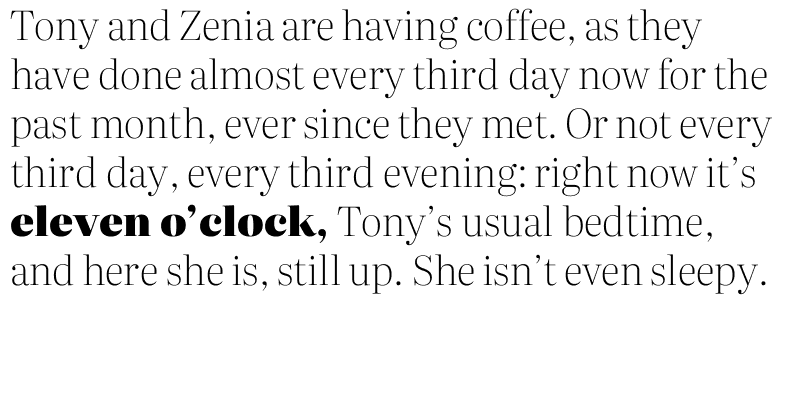 Tony and Zenia are having coffee, as they
have done almost every third day now for the
past month, ever since they met. Or not every
third day, every third evening: right now it’s
eleven o’clock, Tony’s usual bedtime,
and here she is, still up. She isn’t even sleepy.